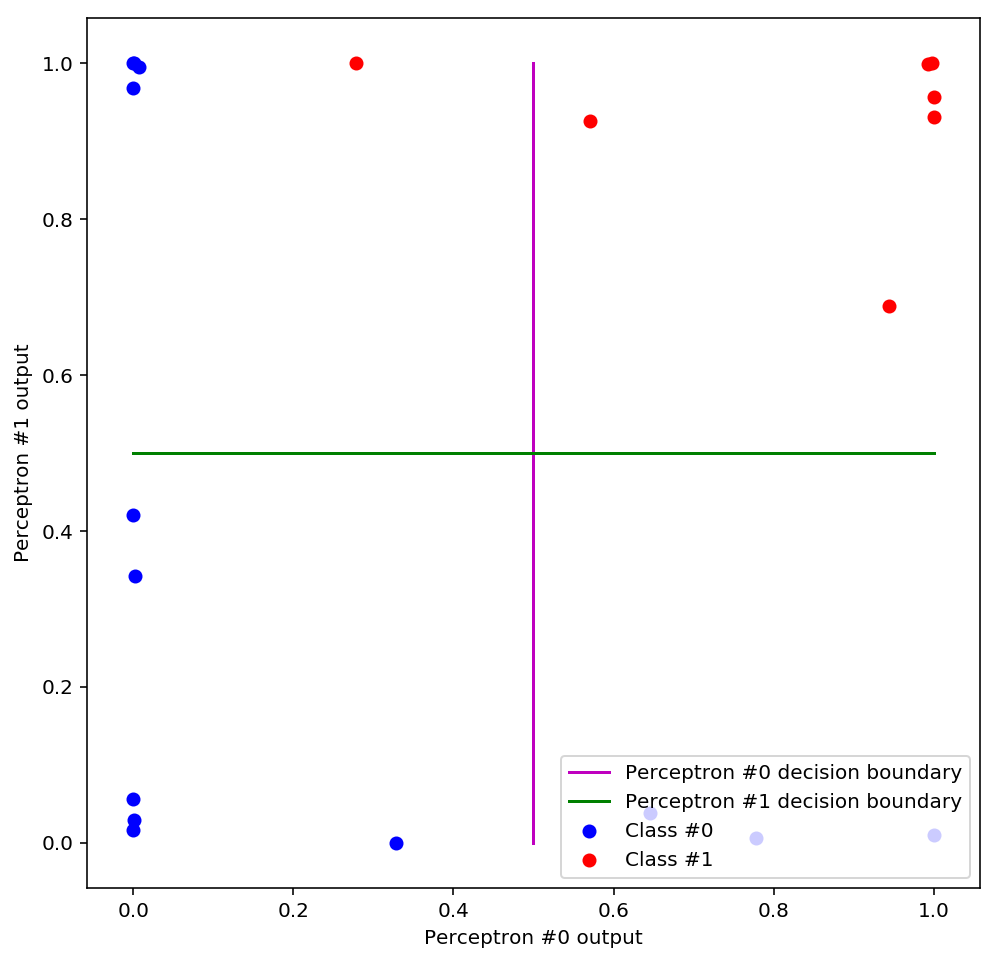 1.0
0.8
0.6
0.4
0.2
0.0
Perceptron #1 output
Perceptron #0 decision boundary
Perceptron #1 decision boundary
Class #0
Class #1
0.0 0.2 0.4 0.6 0.8 1.0
Perceptron #0 output